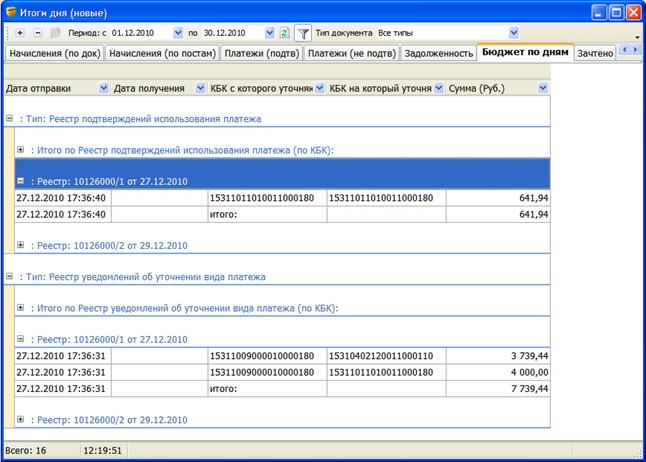 Итоги дня (новые)
Период: с 01.12.2010 по 30.12.2010 Тип документа Все типы
Начисления (по док) Начисления (по постам) Платежи (подтв) Платежи (не подтв) Задолженность Бюджет по дням Зачтено
Дата отправки Дата получения КБК с которого уточняю КБК на который уточня Сумма (Руб.)
: Тип: Реестр подтверждений использования платежа
: Итого по Реестр подтверждений использования платежа (по КБК):
: Реестр: 10126000/1 от 27.12.2010
27.12.2010 17:36:40 15311011010011000180 15311011010011000180 641,94
27.12.2010 17:36:40 итого: 641,94
: Реестр: 10126000/2 от 29.12.2010
: Тип: Реестр уведомлений об уточнении вида платежа
: Итого по Реестр уведомлений об уточнении вида платежа (по КБК):
: Реестр: 10126000/1 от 27.12.2010
27.12.2010 17:36:31 15311009000010000180 15310402120011000110 3 739,44
27.12.2010 17:36:31 15311009000010000180 15311011010011000180 4 000,00
27.12.2010 17:36:31 итого: 7 739,44
: Реестр: 10126000/2 от 29.12.2010
Всего: 16 12:19:51